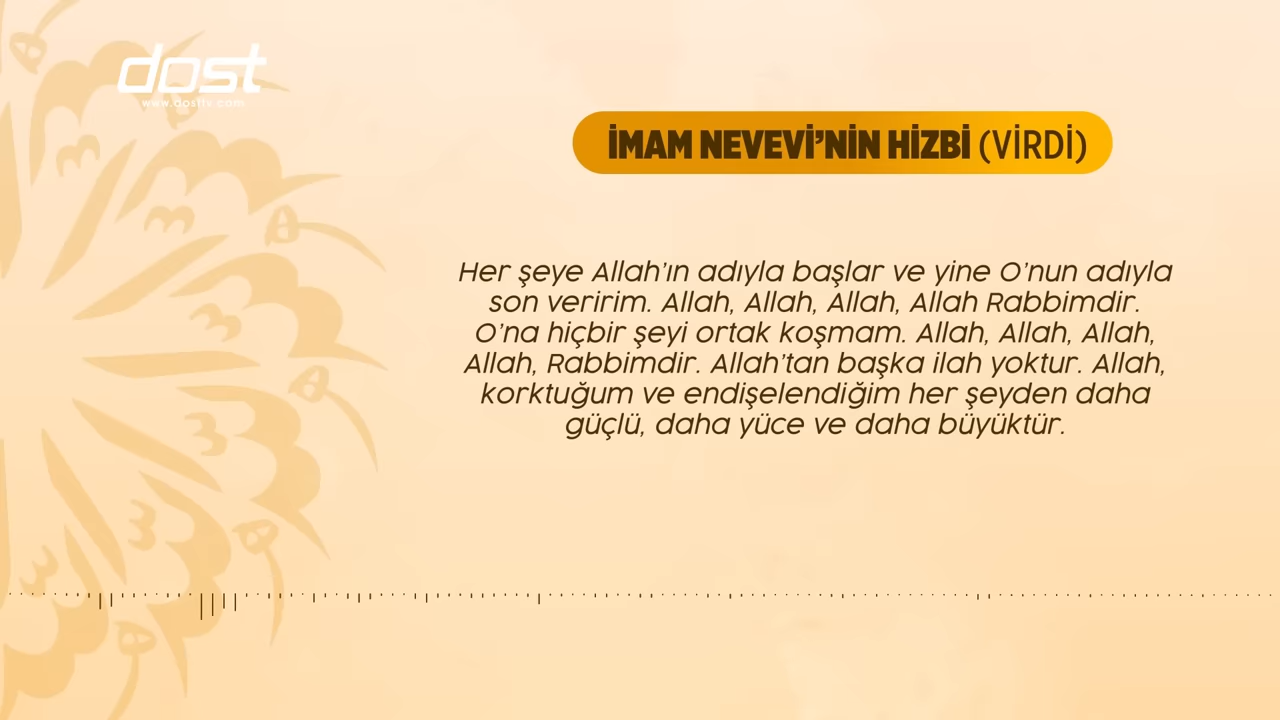 dost
www.dosttv.com
İMAM NEVEVİ’NİN HİZBİ (VİRDİ)
Her şeye Allah’ın adıyla başlar ve yine O’nun adıyla
son veririm. Allah, Allah, Allah, Allah Rabbimdir.
O’na hiçbir şeyi ortak koşmam. Allah, Allah, Allah,
Allah, Rabbimdir. Allah’tan başka ilah yoktur. Allah,
korktuğum ve endişelendiğim her şeyden daha
güçlü, daha yüce ve daha büyüktür.